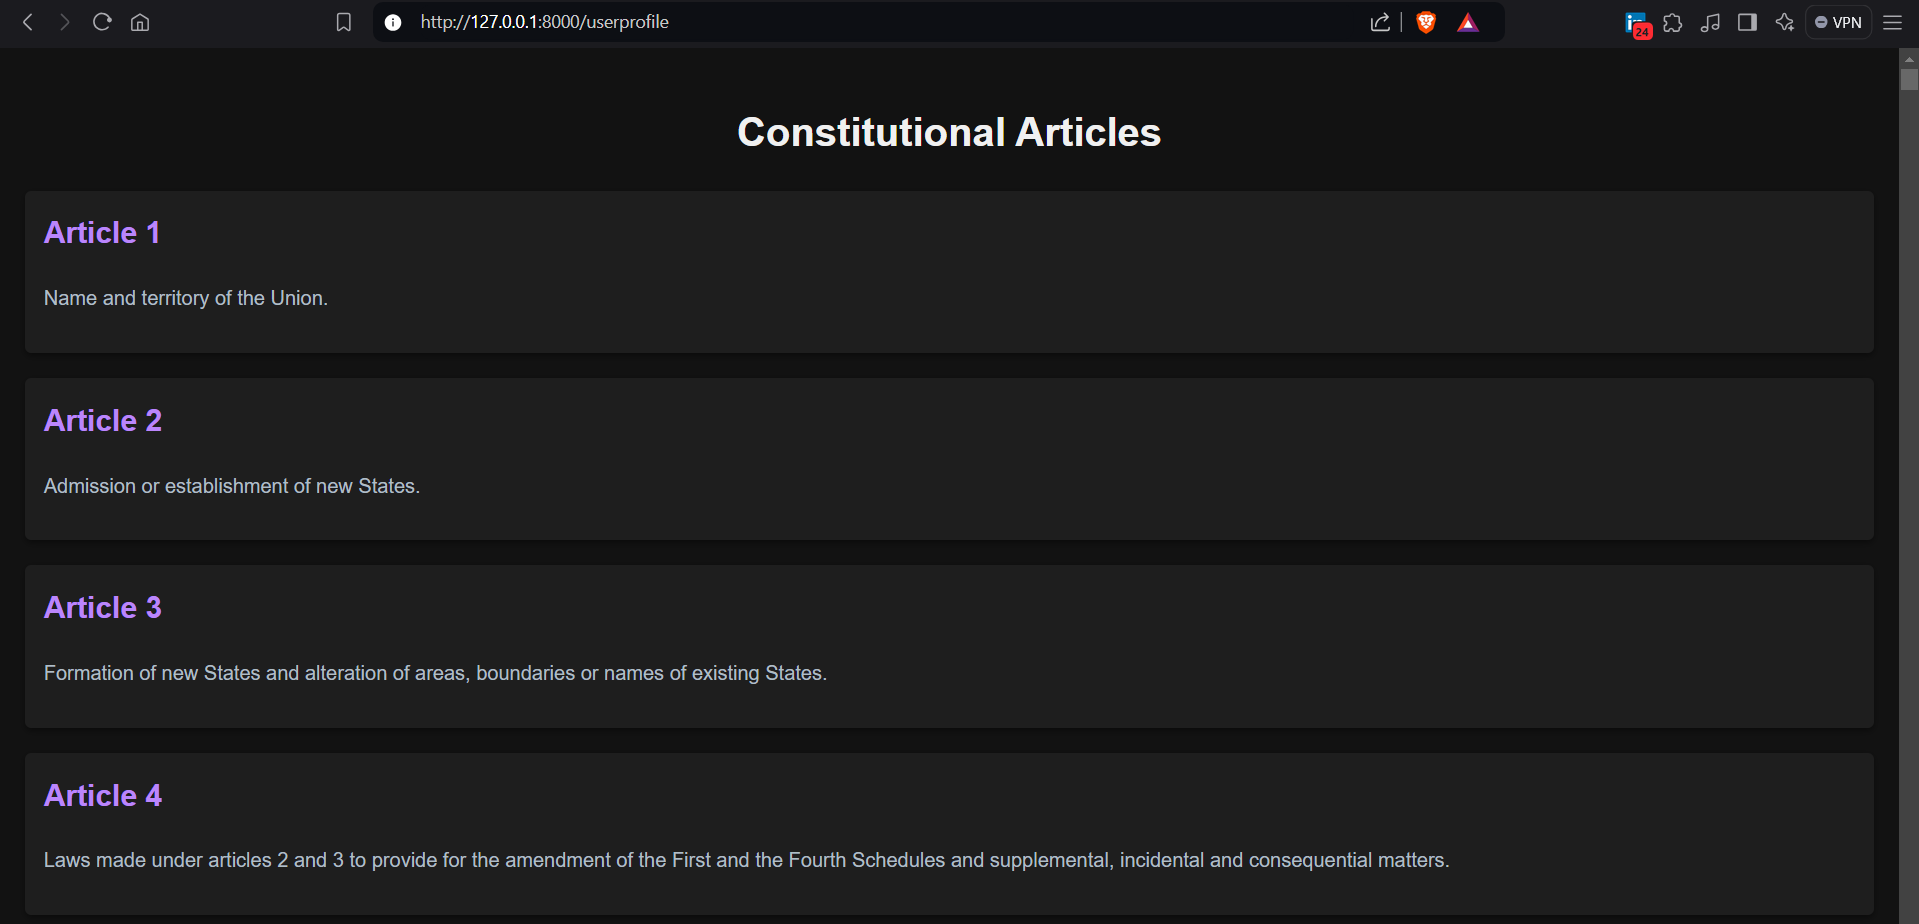 http://127.0.0.1:8000/userprofile
24
VPN
Constitutional Articles
Article 1
Name and territory of the Union.
Article 2
Admission or establishment of new States.
Article 3
Formation of new States and alteration of areas, boundaries or names of existing States.
Article 4
Laws made under articles 2 and 3 to provide for the amendment of the First and the Fourth Schedules and supplemental, incidental and consequential matters.